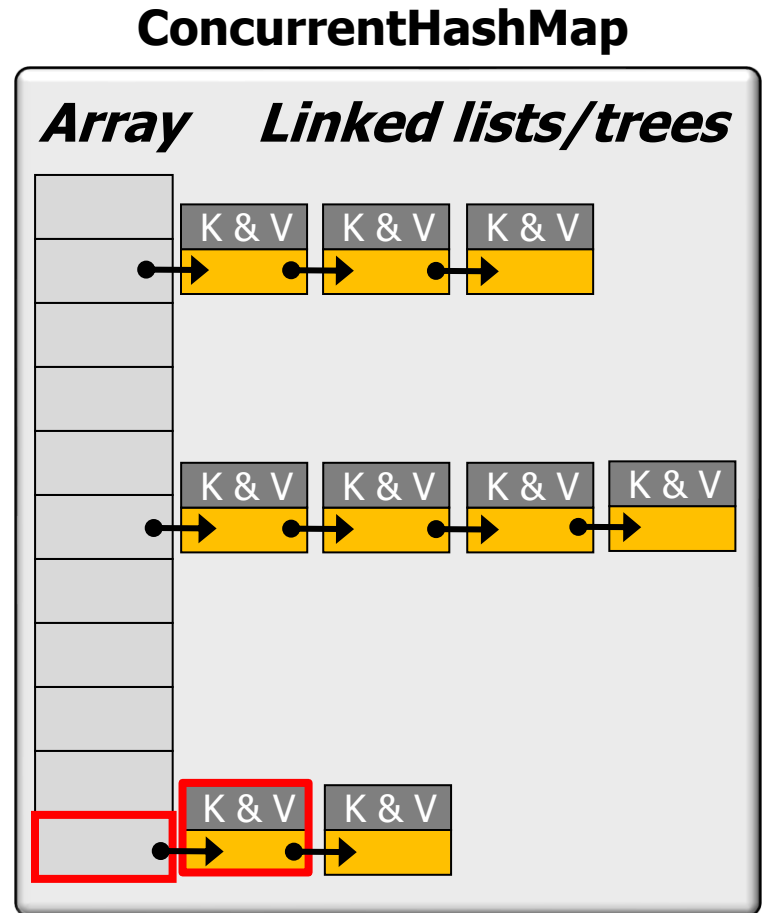 ConcurrentHashMap
Array Linked lists/trees
K & V K & V K & V
K & V K & V K & V K & V
K & V K & V